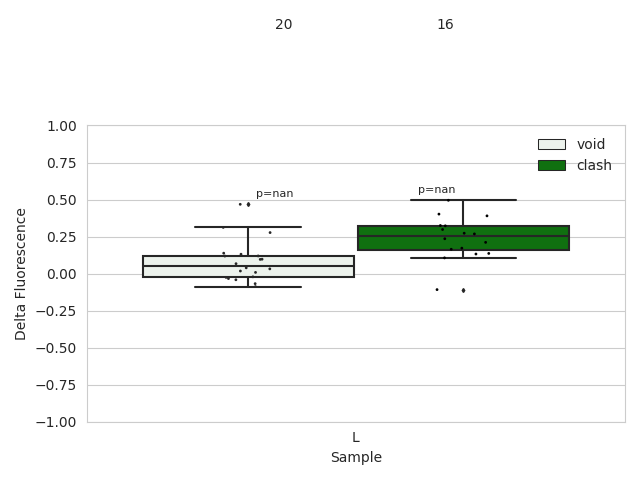 20 16
1.00
0.75
0.50
0.25
0.00
−0.25
−0.50
−0.75
−1.00
Delta Fluorescence
p=nan
p=nan
void
clash
L
Sample